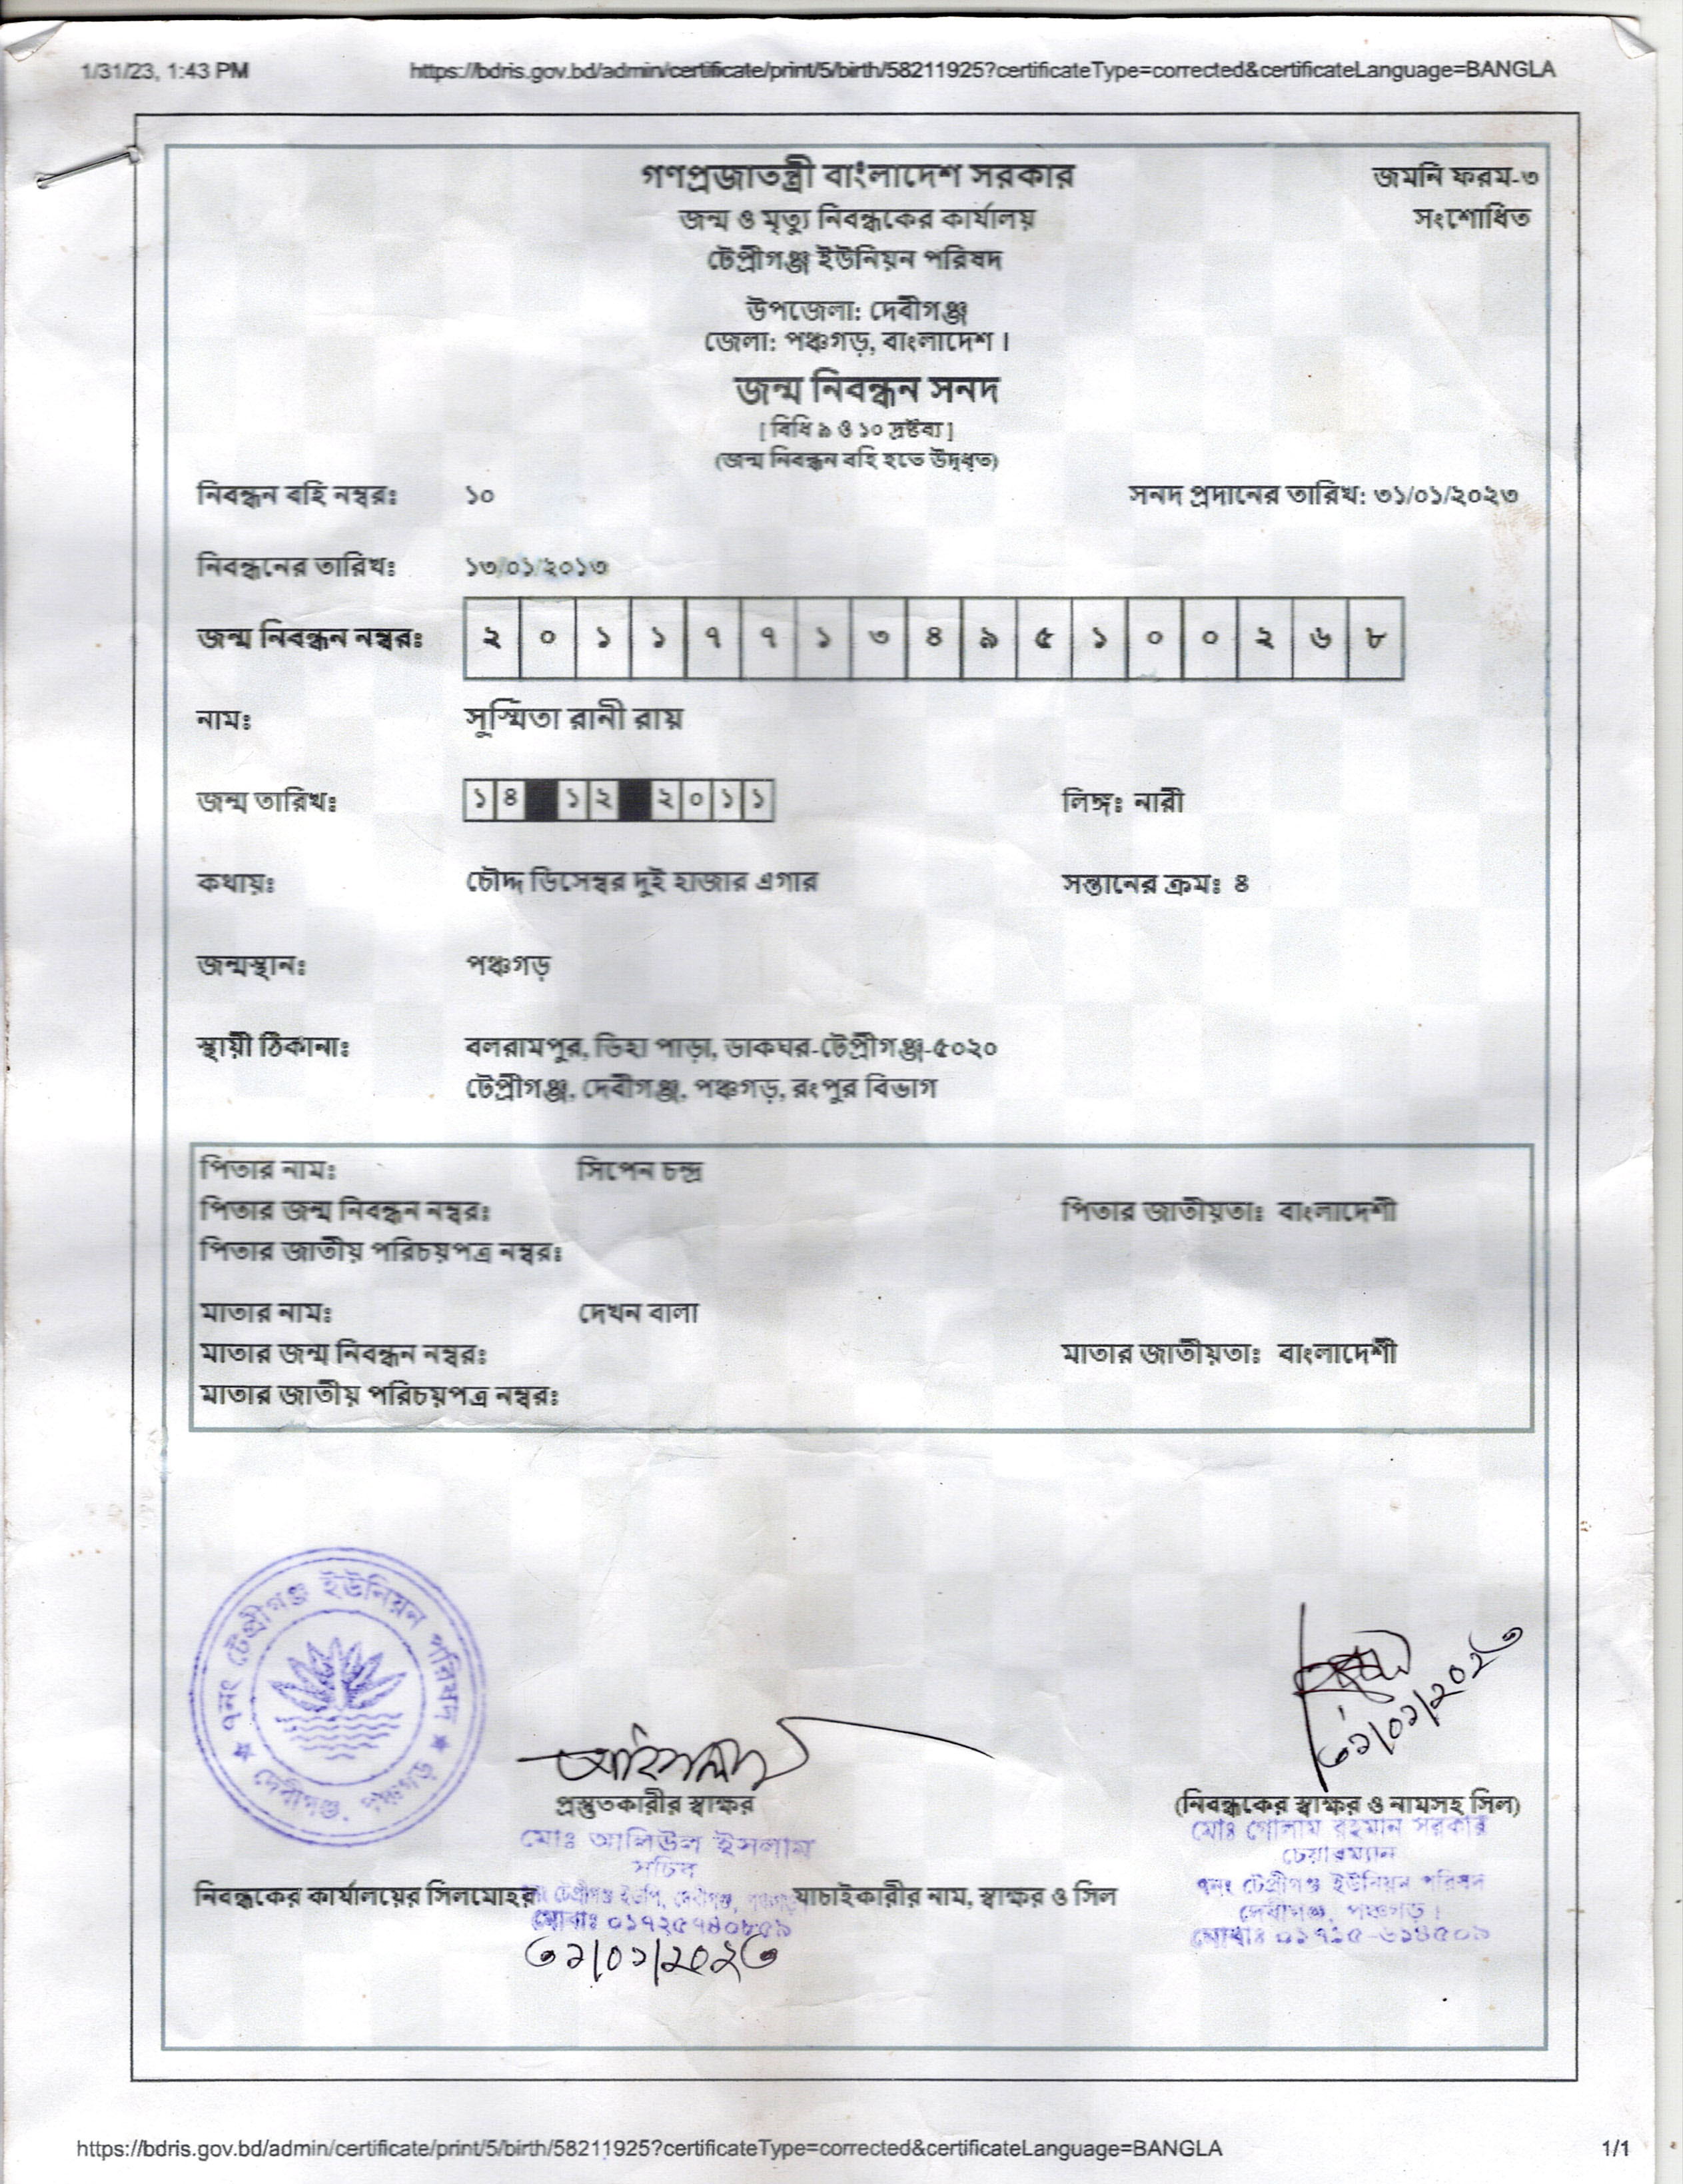 1/31/23, 1:43 PM https://bdris.gov.bd/admin/certificate/print/5/birth/58211925?certificateType=corrected&certificateLanguage=BANGLA
গণপ্রজাতন্ত্রী বাংলাদেশ সরকার জমনি ফরম-৩
জন্ম ও মৃত্যু নিবন্ধকের কার্যালয় সংশোধিত
টেপ্রীগঞ্জ ইউনিয়ন পরিষদ
উপজেলা: দেবীগঞ্জ
জেলা: পঞ্চগড়, বাংলাদেশ।
জন্ম নিবন্ধন সনদ
[ বিধি ৯ ও ১০ দ্রষ্টব্য ]
(জন্ম নিবন্ধন বহি হতে উদ্ধৃত)
নিবন্ধন বহি নম্বরঃ ১০ সনদ প্রদানের তারিখ: ৩১/০১/২০২৩
নিবন্ধনের তারিখঃ ১৩/০১/২০১৩
জন্ম নিবন্ধন নম্বরঃ ২ ০ ১ ১ ৭ ৭ ১ ৩ ৪ ৯ ৫ ১ ০ ০ ২ ৬ ৮
নামঃ সুস্মিতা রানী রায়
জন্ম তারিখঃ ১ ৪ ১ ২ ২ ০ ১ ১ লিঙ্গঃ নারী
কথায়ঃ চৌদ্দ ডিসেম্বর দুই হাজার এগার সন্তানের ক্রমঃ ৪
জন্মস্থানঃ পঞ্চগড়
স্থায়ী ঠিকানাঃ বলরামপুর, ডিহা পাড়া, ডাকঘর-টেপ্রীগঞ্জ-৫০২০
টেপ্রীগঞ্জ, দেবীগঞ্জ, পঞ্চগড়, রংপুর বিভাগ
পিতার নামঃ সিপেন চন্দ্র
পিতার জন্ম নিবন্ধন নম্বরঃ পিতার জাতীয়তাঃ বাংলাদেশী
পিতার জাতীয় পরিচয়পত্র নম্বরঃ
মাতার নামঃ দেখন বালা
মাতার জন্ম নিবন্ধন নম্বরঃ মাতার জাতীয়তাঃ বাংলাদেশী
মাতার জাতীয় পরিচয়পত্র নম্বরঃ
৭নং টেপ্রীগঞ্জ ইউনিয়ন পরিষদ
দেবীগঞ্জ, পঞ্চগড়
৩১/০১/২০২৩
প্রস্তুতকারীর স্বাক্ষর (নিবন্ধকের স্বাক্ষর ও নামসহ সিল)
মোঃ আলিউল ইসলাম মোঃ গোলাম রহমান সরকার
সচিব চেয়ারম্যান
নিবন্ধকের কার্যালয়ের সিলমোহর টেপ্রীগঞ্জ ইউপি, দেবীগঞ্জ, পঞ্চগড় যাচাইকারীর নাম, স্বাক্ষর ও সিল ৭নং টেপ্রীগঞ্জ ইউনিয়ন পরিষদ
দেবীগঞ্জ, পঞ্চগড়।
মোবাঃ ০১৭২৫৭৪০৮৫৯ মোবাঃ ০১৭১৫-৬১৪৫০৯
৩১/০১/২০২৩
https://bdris.gov.bd/admin/certificate/print/5/birth/58211925?certificateType=corrected&certificateLanguage=BANGLA 1/1